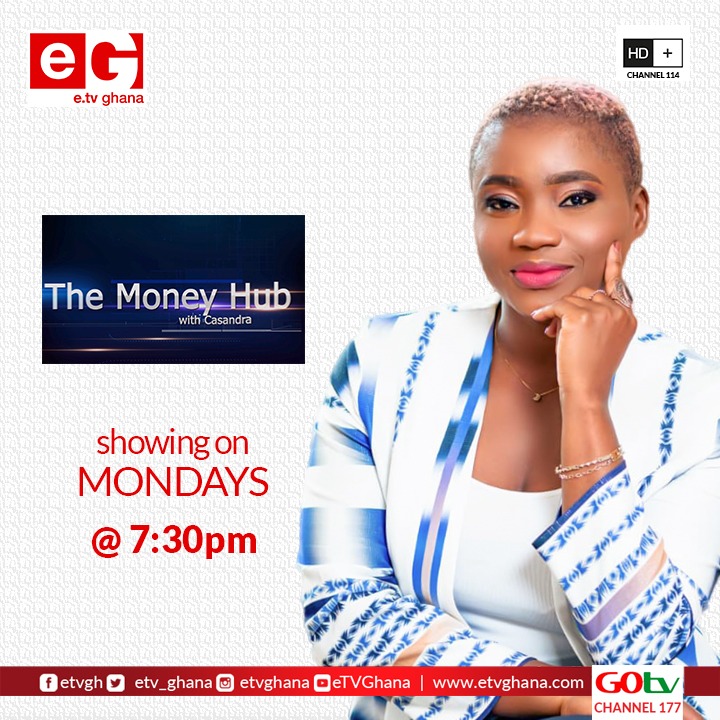 eG
e.tv ghana
HD +
CHANNEL 114
The Money Hub
with Casandra
showing on
MONDAYS
@ 7:30pm
etvgh etv_ghana etvghana eTVGhana | www.etvghana.com
GOtv
CHANNEL 177